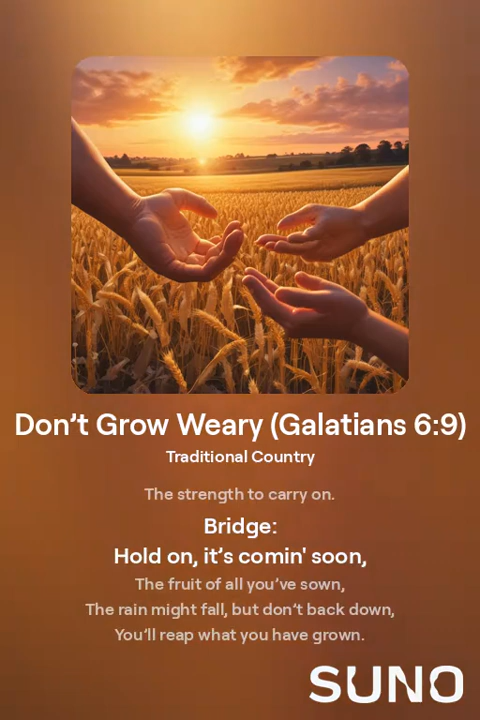 Don’t Grow Weary (Galatians 6:9)
Traditional Country
The strength to carry on.
Bridge:
Hold on, it’s comin' soon,
The fruit of all you’ve sown,
The rain might fall, but don’t back down,
You’ll reap what you have grown.
SUNO